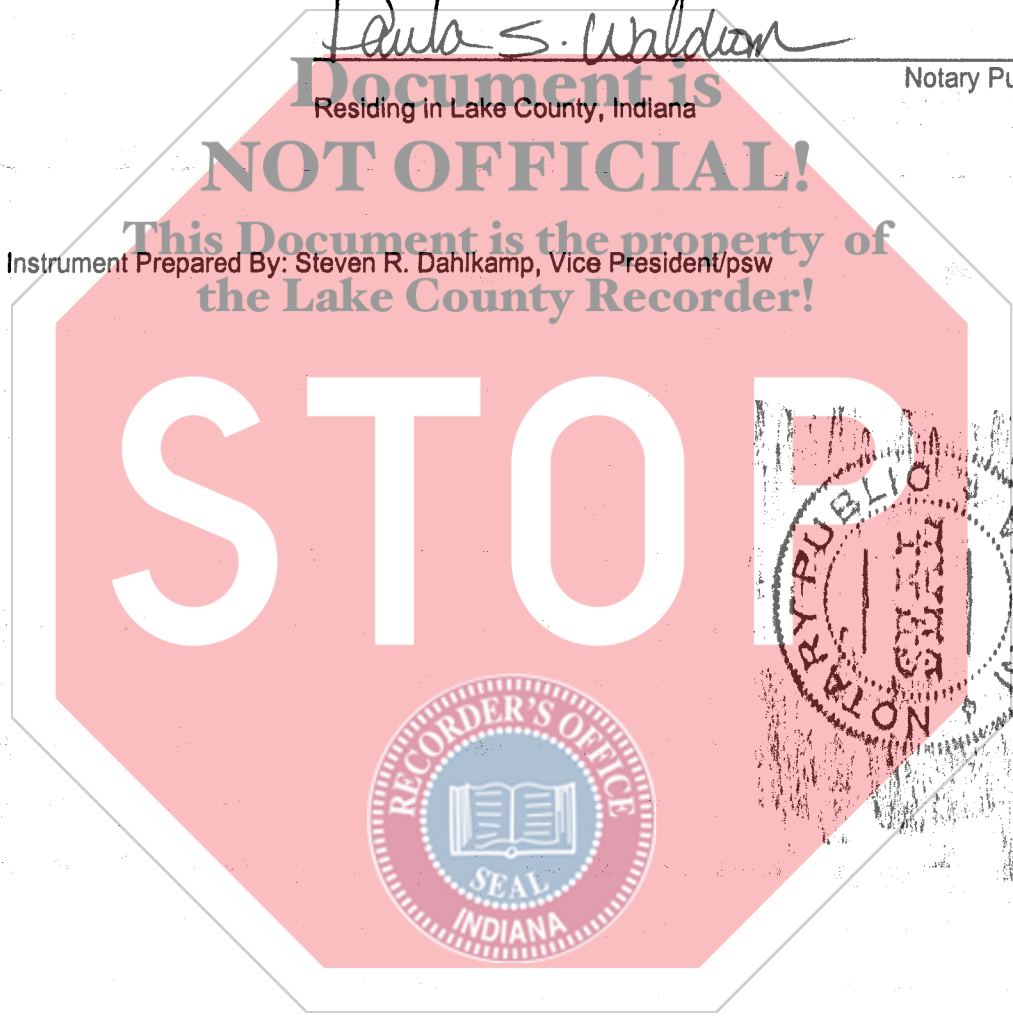 Paula S. Waldron
Notary Pu
Document is
Residing in Lake County, Indiana
NOT OFFICIAL!
This Document is the property of
Instrument Prepared By: Steven R. Dahlkamp, Vice President/psw
the Lake County Recorder!
STOP
NOTARY PUBLIC
NOTARY
RECORDER'S OFFICE
SEAL
INDIANA